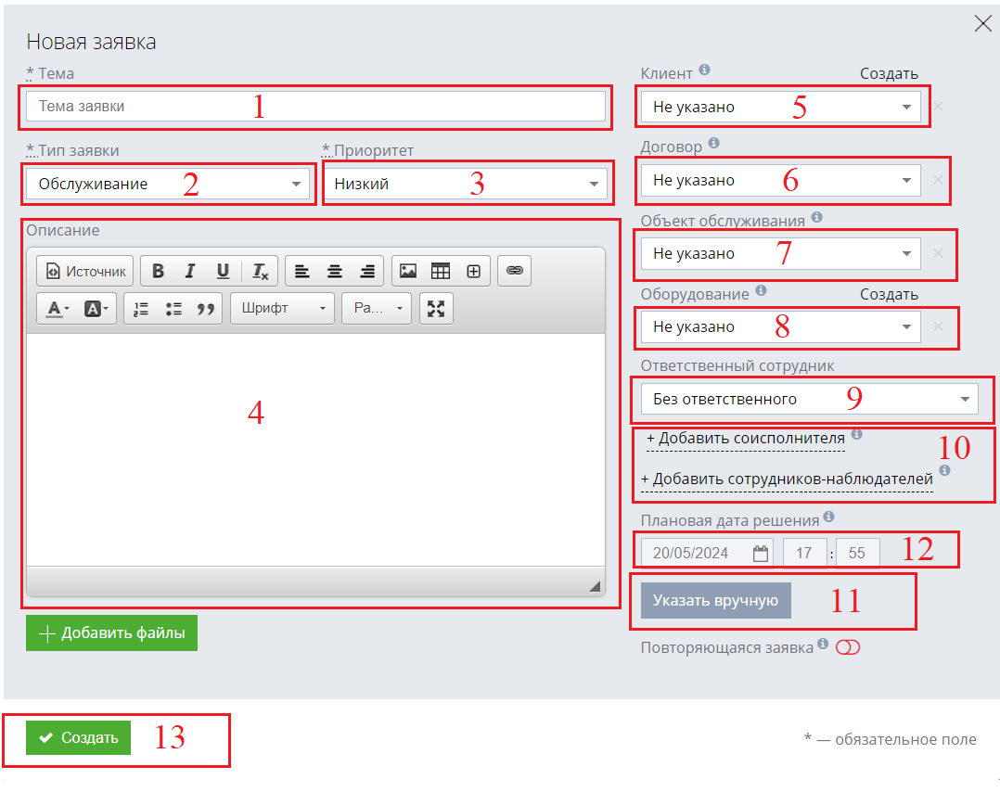 Новая заявка
* Тема
Тема заявки 1
* Тип заявки
* Приоритет
Обслуживание 2
Низкий 3
Описание
Источник B I U Tx
A A Шрифт Ра...
4
+ Добавить файлы
Клиент Создать
Не указано 5
Договор
Не указано 6
Объект обслуживания
Не указано 7
Оборудование Создать
Не указано 8
Ответственный сотрудник
Без ответственного 9
+ Добавить соисполнителя 10
+ Добавить сотрудников-наблюдателей
Плановая дата решения
20/05/2024 17 : 55 12
Указать вручную 11
Повторяющаяся заявка
Создать 13
* — обязательное поле